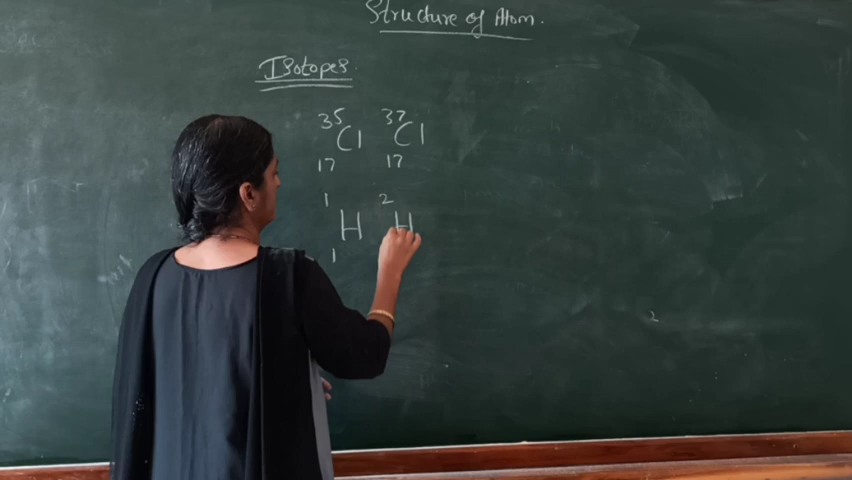 Structure of Atom.
Isotopes.
35 37
Cl Cl
17 17
1 2
H H
1